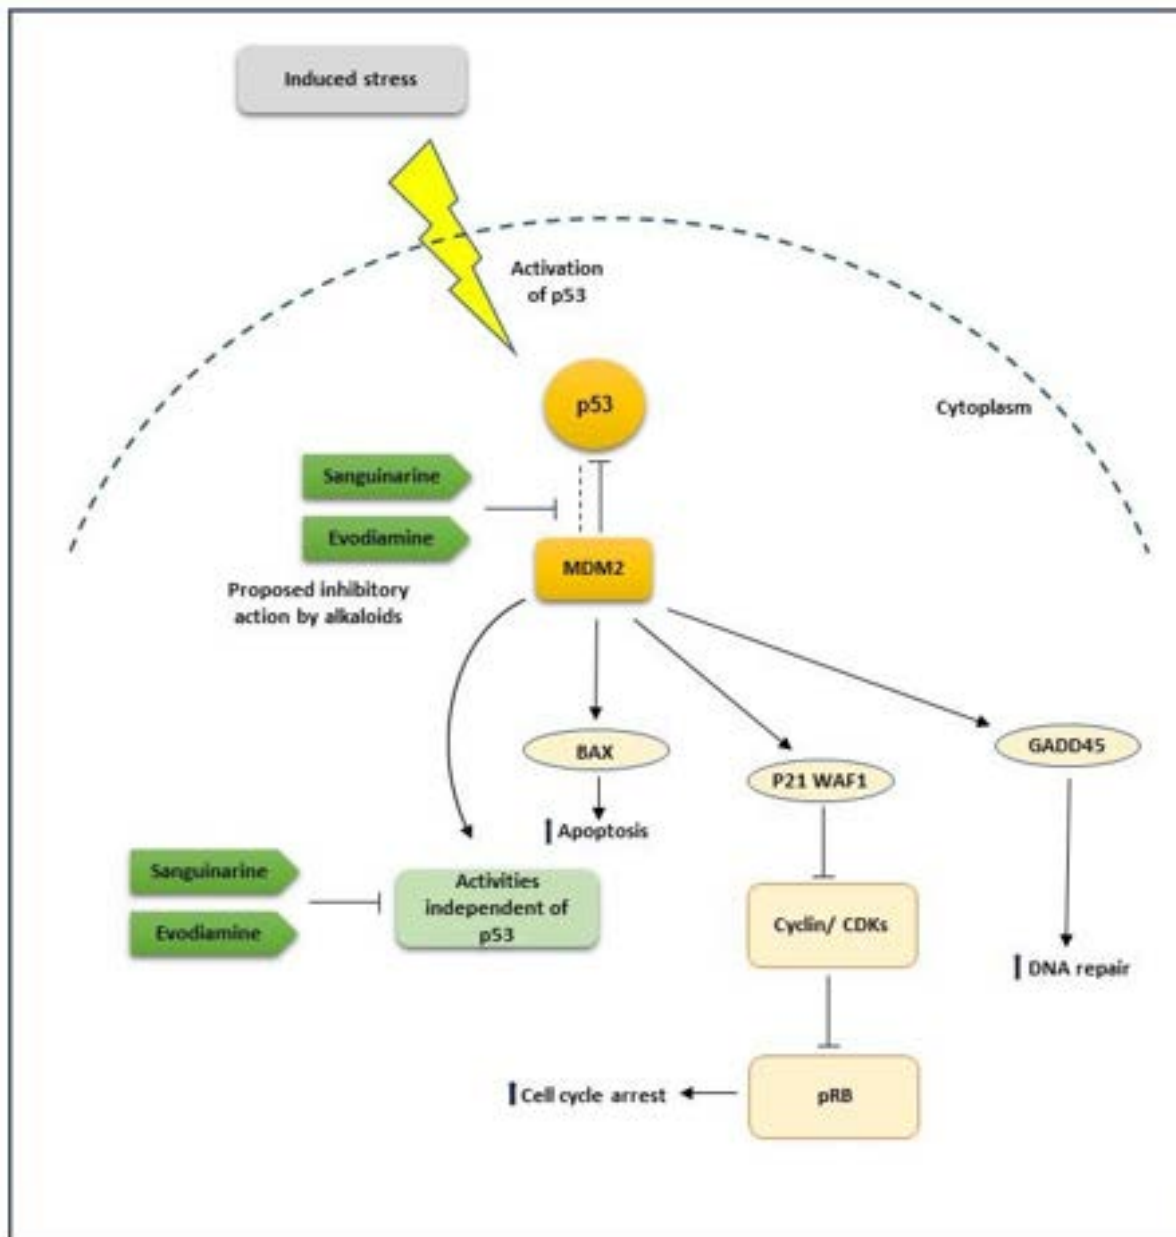 Induced stress
Activation
of p53
p53
Cytoplasm
Sanguinarine
Evodiamine
MDM2
Proposed inhibitory
action by alkaloids
BAX
GADD45
P21 WAF1
Apoptosis
Sanguinarine
Evodiamine
Activities
independent of
p53
Cyclin/ CDKs
DNA repair
Cell cycle arrest
pRB